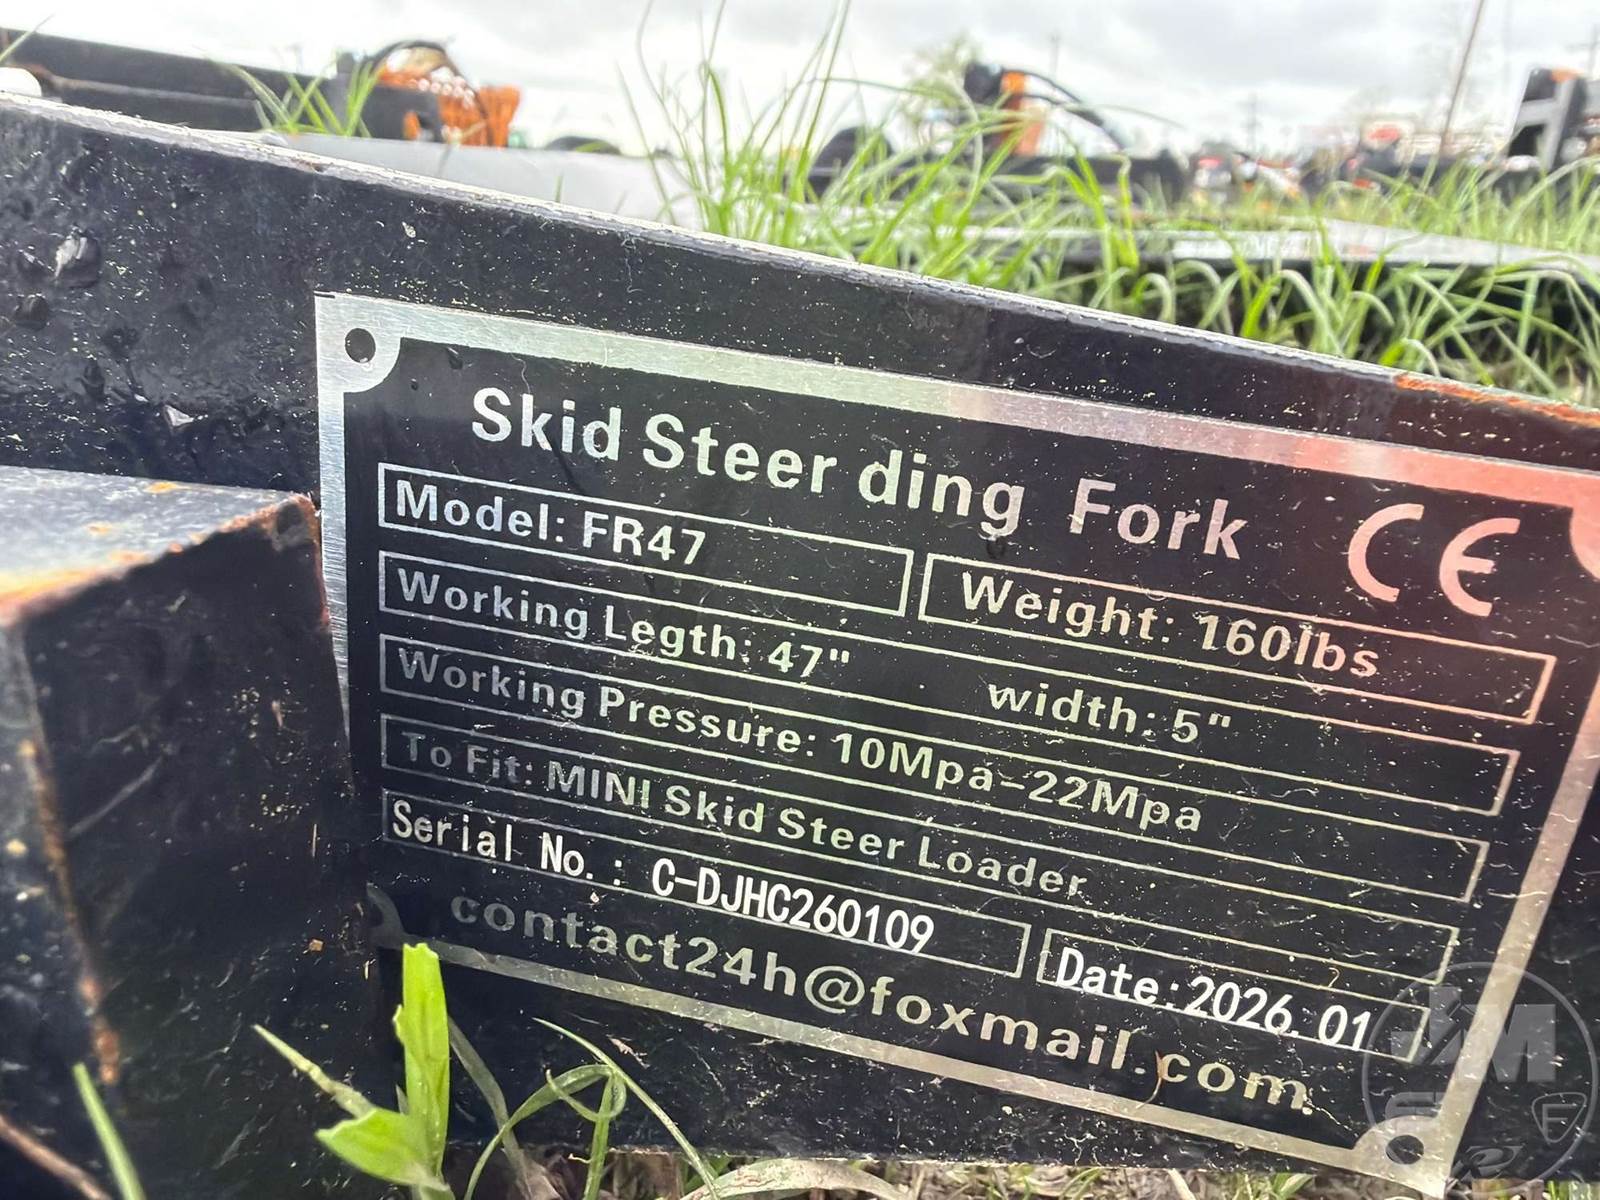 Skid Steer ding Fork CE
Model: FR47
Weight: 160lbs
Working Legth: 47" width: 5"
Working Pressure: 10Mpa-22Mpa
To Fit: MINI Skid Steer Loader
Serial No.: C-DJHC260109
Date:2026.01
contact24h@foxmail.com
JM